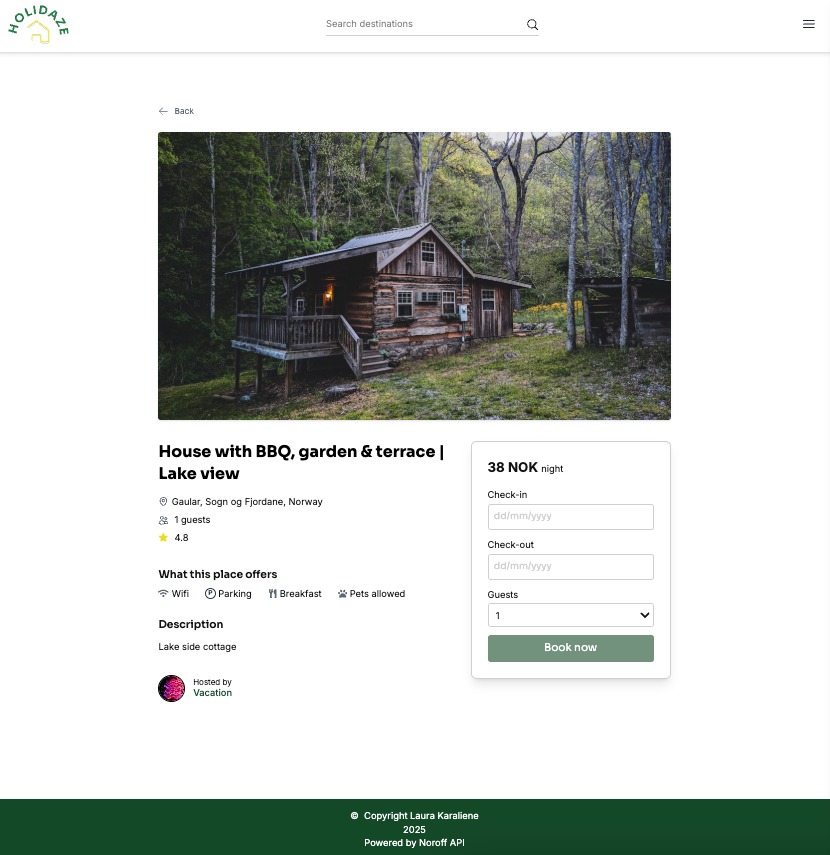 HOLIDAZE
Search destinations
Back
House with BBQ, garden & terrace |
Lake view
Gaular, Sogn og Fjordane, Norway
1 guests
4.8
What this place offers
Wifi
P Parking
Breakfast
Pets allowed
Description
Lake side cottage
Hosted by
Vacation
38 NOK night
Check-in
dd/mm/yyyy
Check-out
dd/mm/yyyy
Guests
1
Book now
© Copyright Laura Karaliene
2025
Powered by Noroff API